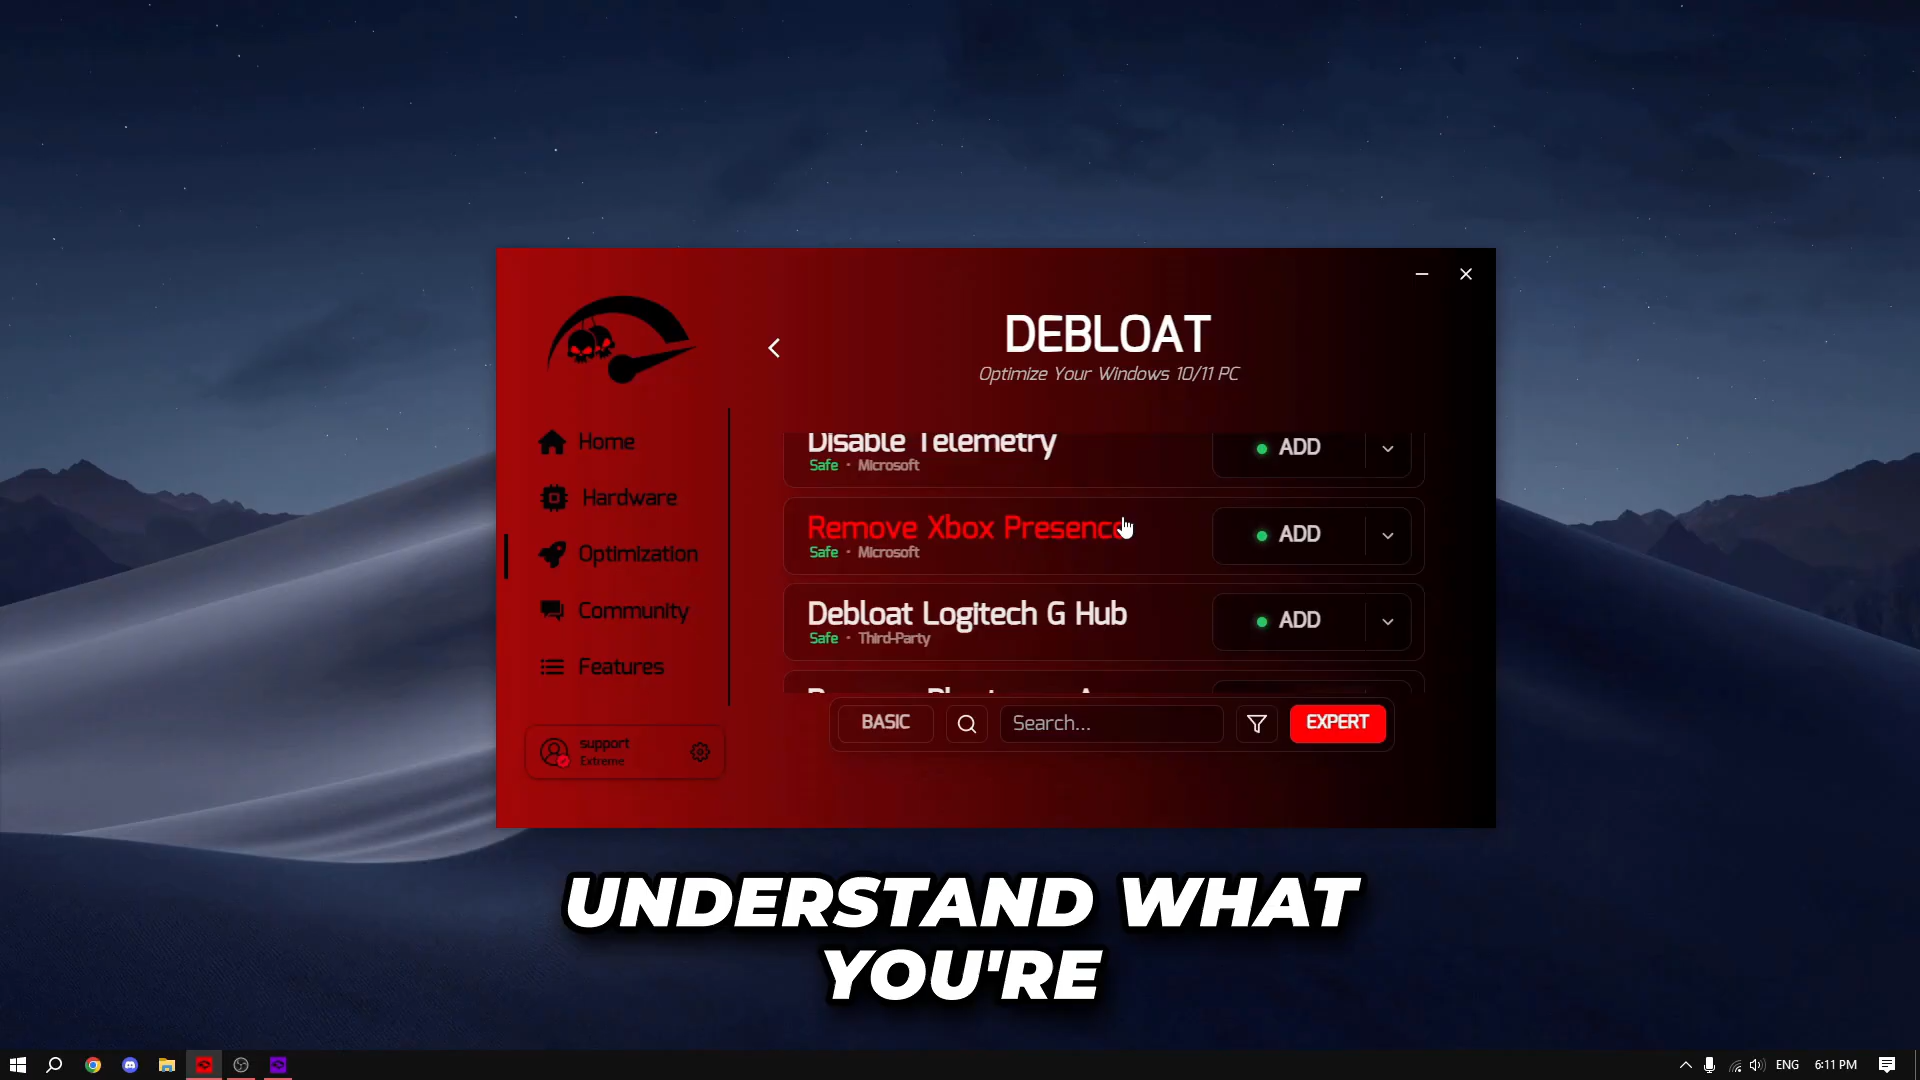 DEBLOAT
Optimize Your Windows 10/11 PC
Home
Hardware
Optimization
Community
Features
support
Extreme
Disable Telemetry
Safe • Microsoft
ADD
Remove Xbox Presence
Safe • Microsoft
ADD
Debloat Logitech G Hub
Safe • Third-Party
ADD
BASIC
Search...
EXPERT
UNDERSTAND WHAT
YOU'RE
ENG
6:11 PM